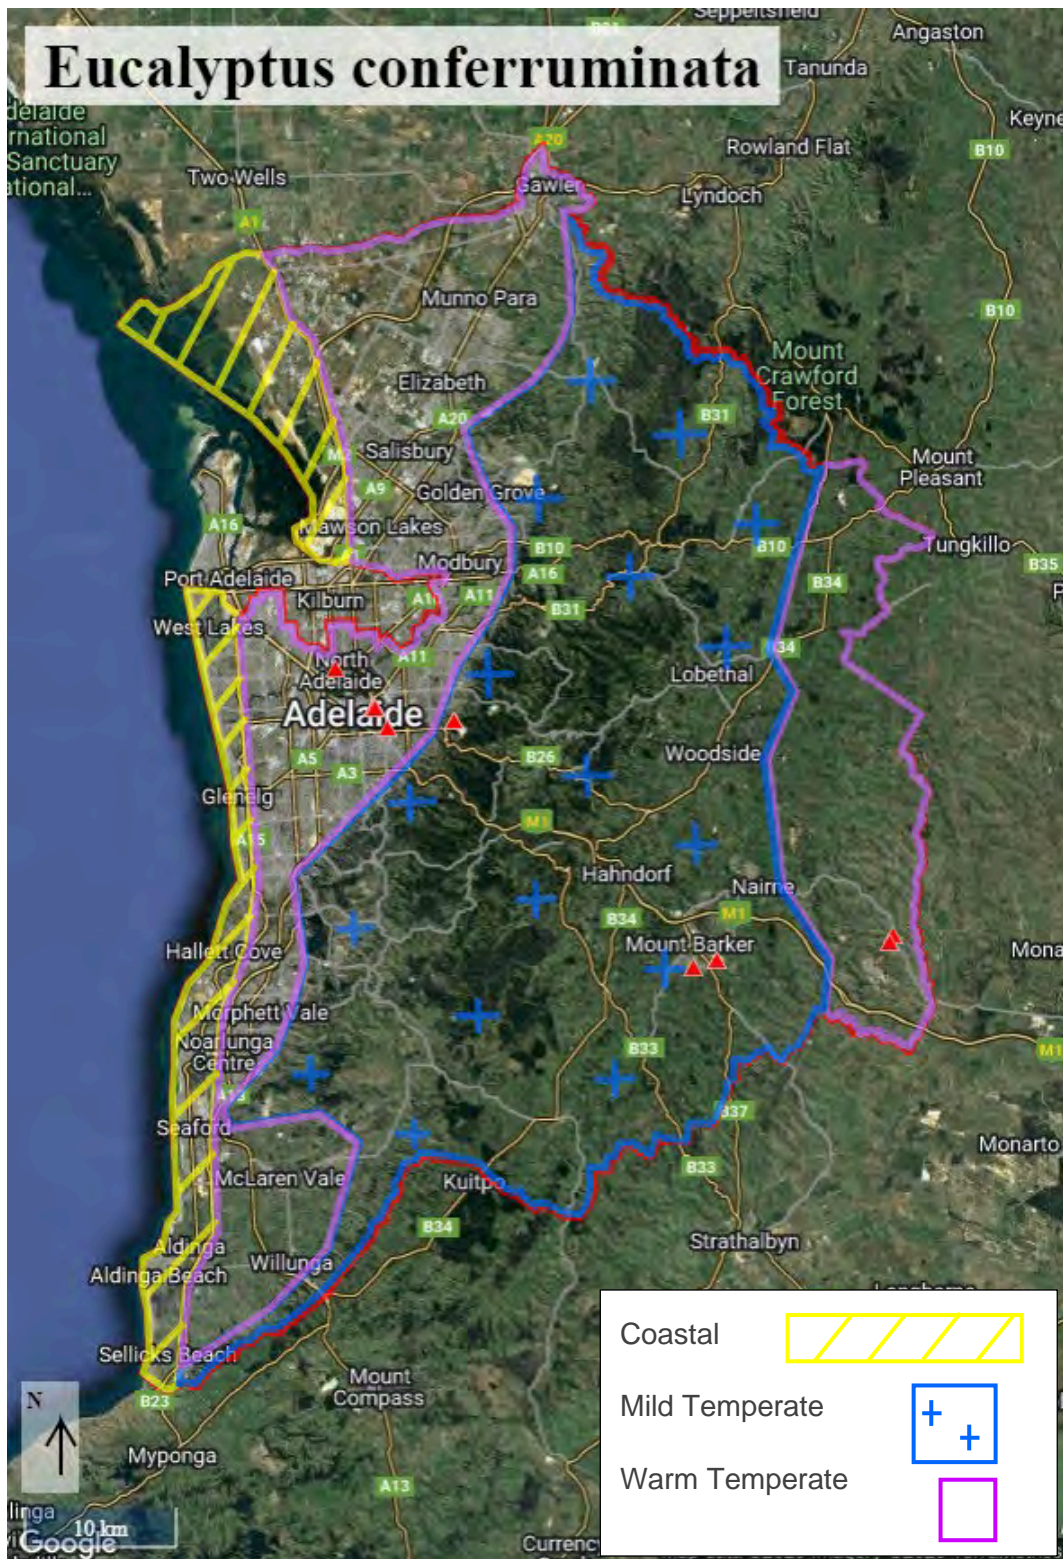 Seppeltsfield
Angaston
Eucalyptus conferruminata
Tanunda
delaide
rnational
Sanctuary
ational...
Keyne
A20
Rowland Flat
B10
Two Wells
Gawler
Lyndoch
A1
Munno Para
B10
Mount
Crawford
Forest
Elizabeth
A20
B31
Salisbury
Mount
Pleasant
A9
Golden Grove
A16
Mawson Lakes
B10
B10
Tungkillo
Modbury
A16
B34
B35
Port Adelaide
A11
Kilburn
B31
West Lakes
A11
North
Adelaide
Lobethal
Adelaide
Woodside
A5
A3
B26
Glenelg
M1
A15
Hahndorf
Nairne
B34
M1
Hallett Cove
Mount Barker
Mona
Morphett Vale
Noarlunga
Centre
B33
M1
A13
B37
Seaford
Monarto
McLaren Vale
Kuitpo
B33
B34
Strathalbyn
Aldinga
Willunga
Aldinga Beach
Coastal
Sellicks Beach
Mount
Compass
N
B23
Mild Temperate
Myponga
Warm Temperate
A13
linga
10 km
Google
Currency